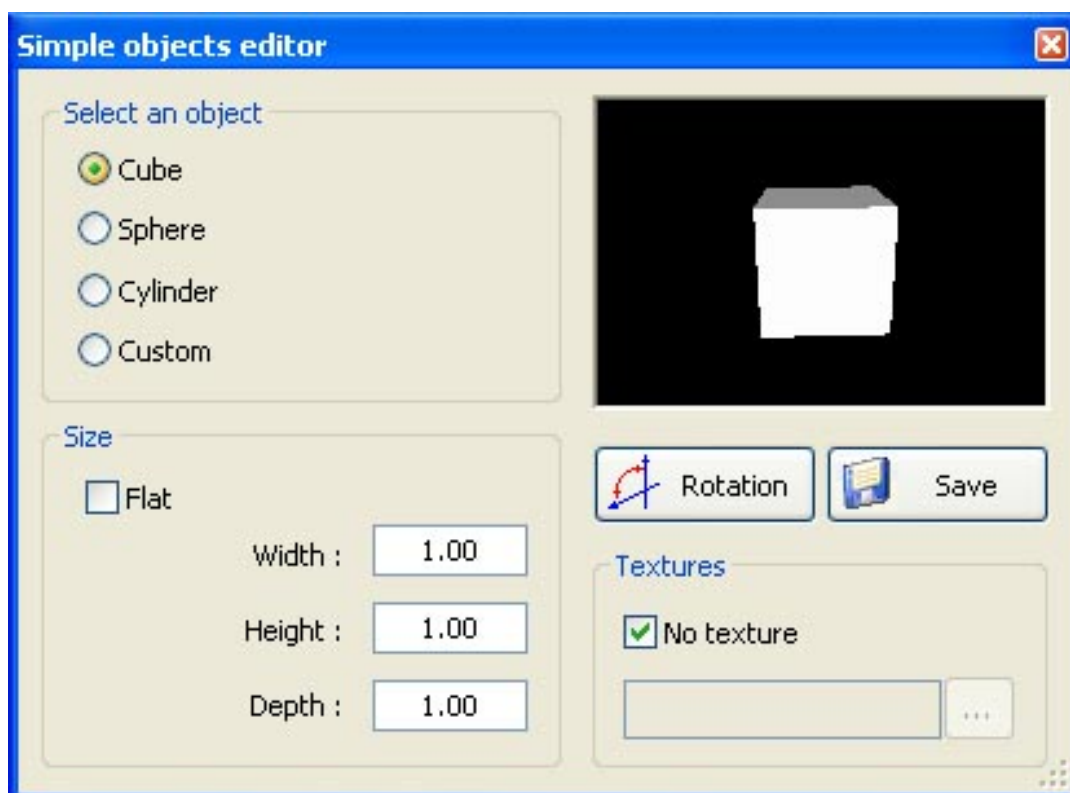 Simple objects editor
Select an object
Cube
Sphere
Cylinder
Custom
Size
Flat
Width :
1.00
Height :
1.00
Depth :
1.00
Rotation
Save
Textures
No texture
...